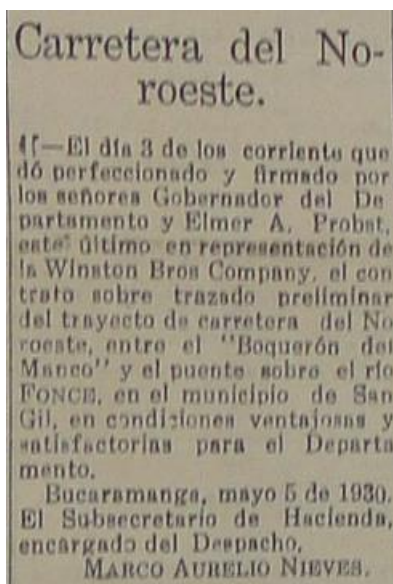 Carretera del No-
roeste.
—El día 3 de los corriente que
dó perfeccionado y firmado por
los señores Gobernador del De
partamento y Elmer A. Probst,
este último en representación de
la Winston Bros Company, el con
trato sobre trazado preliminar
del trayecto de carretera del No
roeste, entre el "Boquerón del
Manco" y el puente sobre el río
FONCE, en el municipio de San
Gil, en condiciones ventajosas y
satisfactorias para el Departa
mento.
Bucaramanga, mayo 5 de 1930.
El Subsecretario de Hacienda,
encargado del Despacho,
MARCO AURELIO NIEVES.